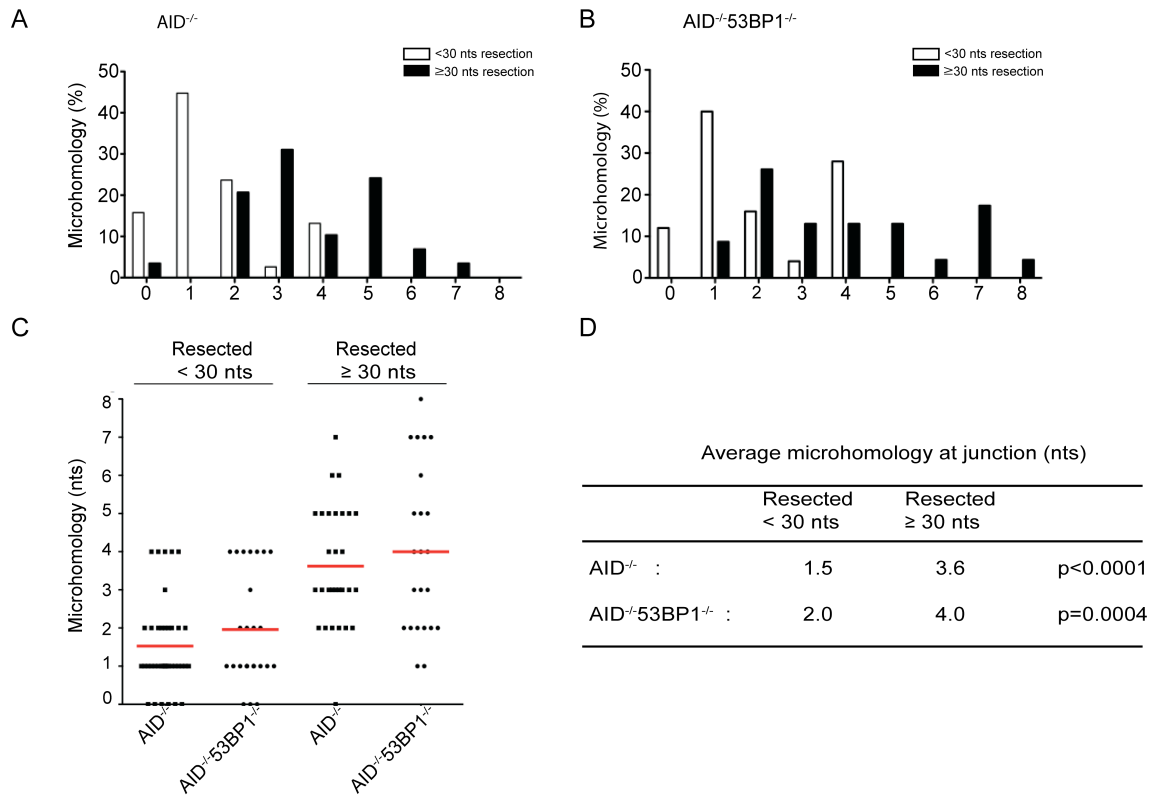 A
AID-/-
<30 nts resection
≥30 nts resection
Microhomology (%)
50
40
30
20
10
0
0 1 2 3 4 5 6 7 8
B
AID-/-53BP1-/-
<30 nts resection
≥30 nts resection
Microhomology (%)
50
40
30
20
10
0
0 1 2 3 4 5 6 7 8
C
Resected
< 30 nts
Resected
≥ 30 nts
Microhomology (nts)
8
7
6
5
4
3
2
1
0
AID-/-
AID-/-53BP1-/-
AID-/-
AID-/-53BP1-/-
D
Average microhomology at junction (nts)
Resected
< 30 nts
Resected
≥ 30 nts
AID-/- : 1.5 3.6 p<0.0001
AID-/-53BP1-/- : 2.0 4.0 p=0.0004